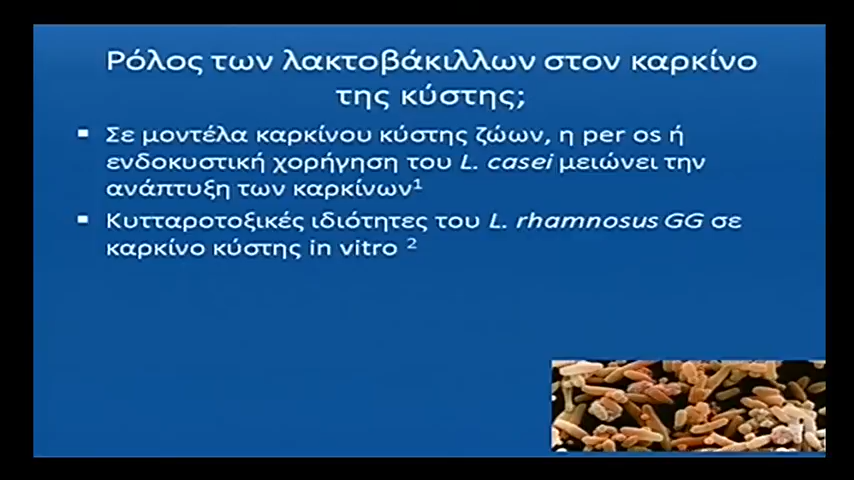 Ρόλος των λακτοβάκιλλων στον καρκίνο
της κύστης;
▪ Σε μοντέλα καρκίνου κύστης ζώων, η per os ή
ενδοκυστική χορήγηση του L. casei μειώνει την
ανάπτυξη των καρκίνων¹
▪ Κυτταροτοξικές ιδιότητες του L. rhamnosus GG σε
καρκίνο κύστης in vitro ²